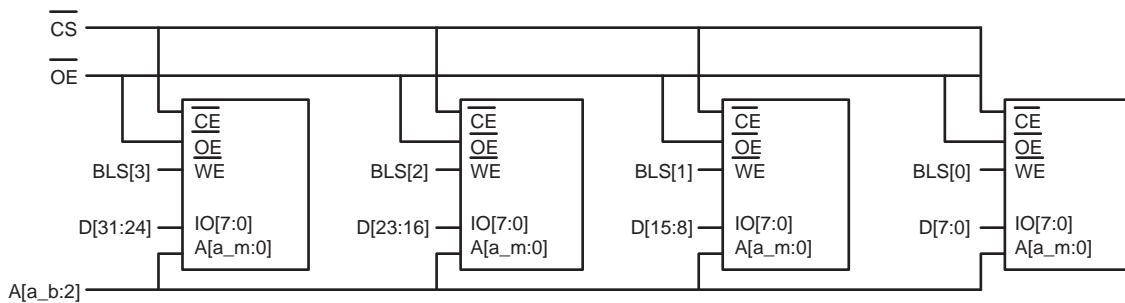 CS
OE
CE
OE
BLS[3] WE
D[31:24] IO[7:0]
A[a_m:0]
CE
OE
BLS[2] WE
D[23:16] IO[7:0]
A[a_m:0]
CE
OE
BLS[1] WE
D[15:8] IO[7:0]
A[a_m:0]
CE
OE
BLS[0] WE
D[7:0] IO[7:0]
A[a_m:0]
A[a_b:2]